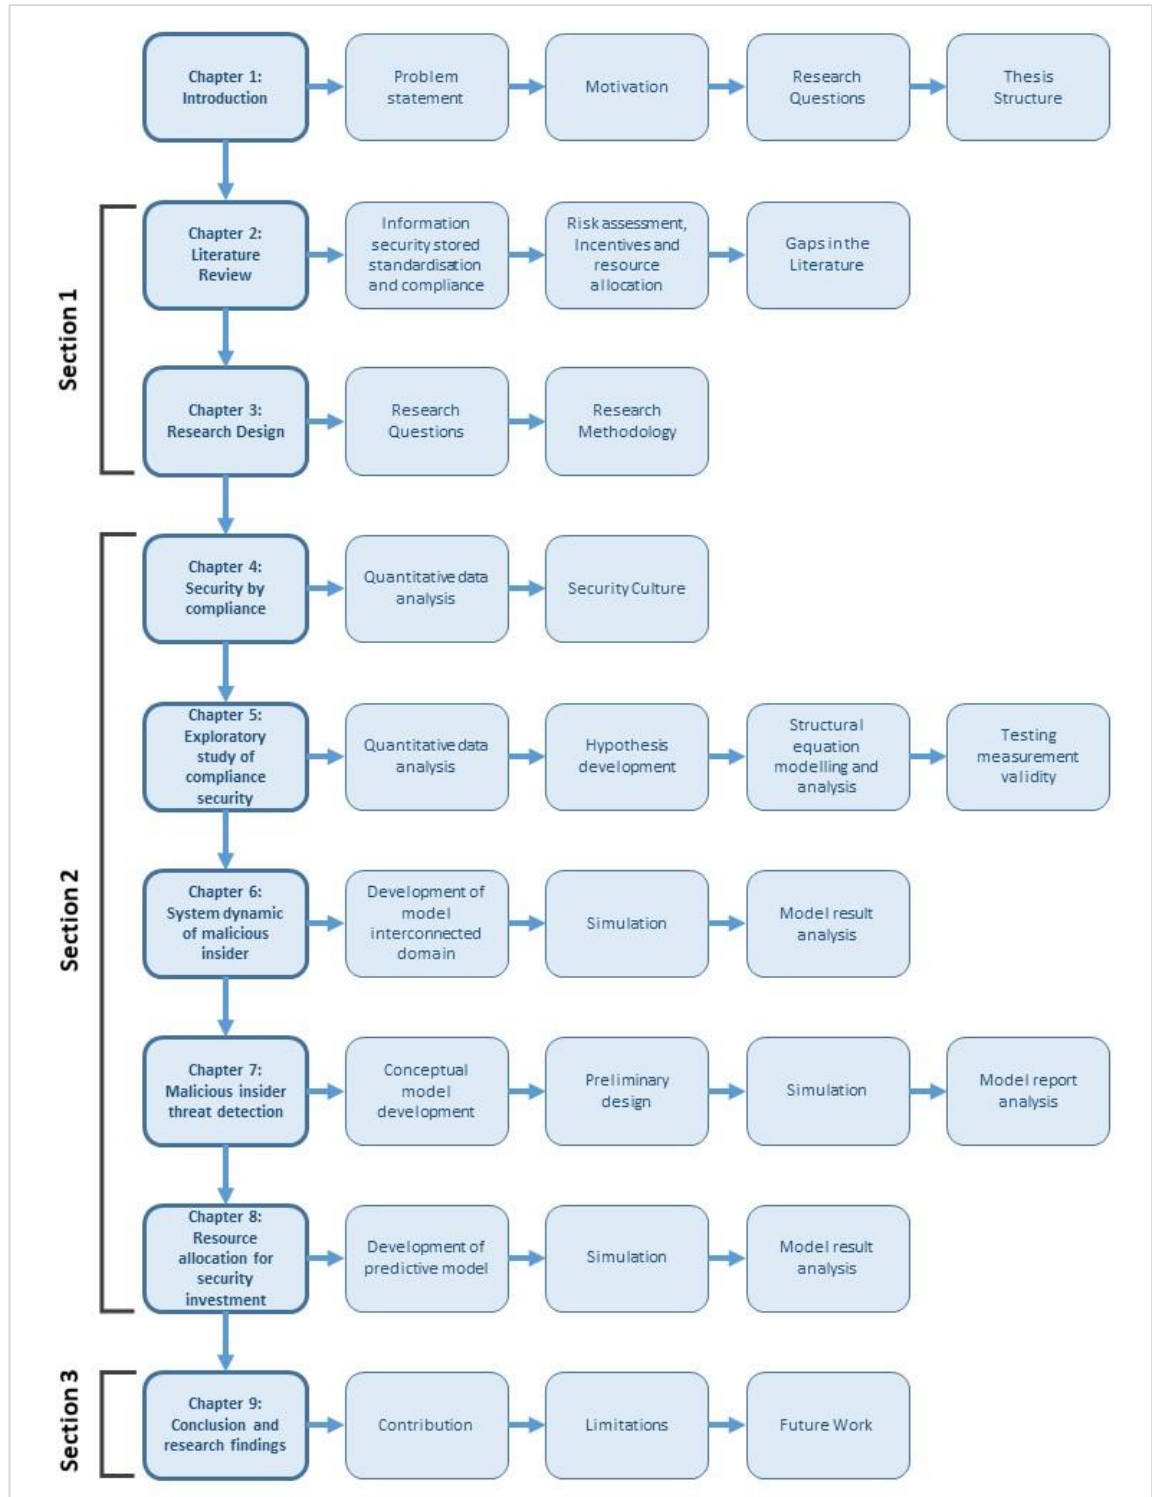 Chapter 1:
Introduction
Problem
statement
Motivation
Research
Questions
Thesis
Structure
Section 1
Chapter 2:
Literature
Review
Information
security stored
standardisation
and compliance
Risk assessment,
Incentives and
resource
allocation
Gaps in the
Literature
Chapter 3:
Research Design
Research
Questions
Research
Methodology
Section 2
Chapter 4:
Security by
compliance
Quantitative data
analysis
Security Culture
Chapter 5:
Exploratory
study of
compliance
security
Quantitative data
analysis
Hypothesis
development
Structural
equation
modelling and
analysis
Testing
measurement
validity
Chapter 6:
System dynamic
of malicious
insider
Development of
model
interconnected
domain
Simulation
Model result
analysis
Chapter 7:
Malicious insider
threat detection
Conceptual
model
development
Preliminary
design
Simulation
Model report
analysis
Chapter 8:
Resource
allocation for
security
investment
Development of
predictive model
Simulation
Model result
analysis
Section 3
Chapter 9:
Conclusion and
research findings
Contribution
Limitations
Future Work